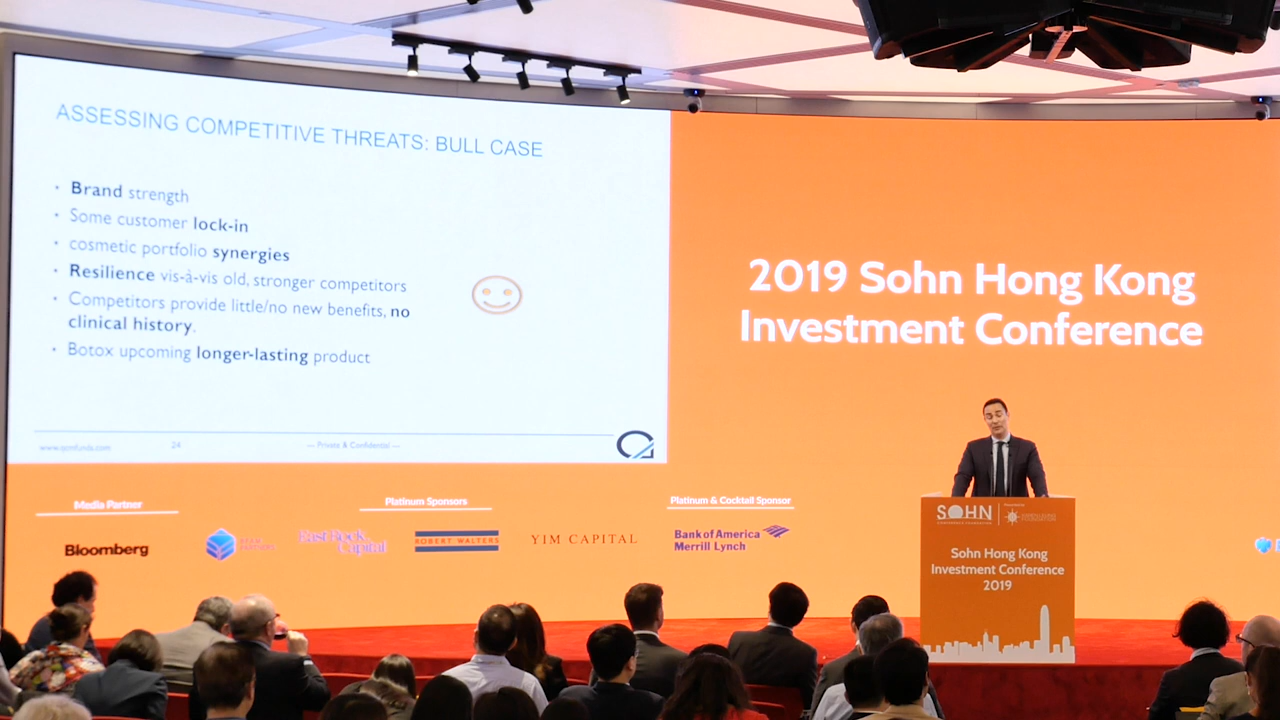 ASSESSING COMPETITIVE THREATS: BULL CASE
• Brand strength
• Some customer lock-in
• cosmetic portfolio synergies
• Resilience vis-à-vis old, stronger competitors
• Competitors provide little/no new benefits, no
clinical history.
• Botox upcoming longer-lasting product
24
— Private & Confidential —
2019 Sohn Hong Kong
Investment Conference
Media Partner
Platinum Sponsors
Platinum & Cocktail Sponsor
Bloomberg
East Rock
Capital
ROBERT WALTERS
YIM CAPITAL
Bank of America
Merrill Lynch
SOHN
CONFERENCE FOUNDATION
Sohn Hong Kong
Investment Conference
2019